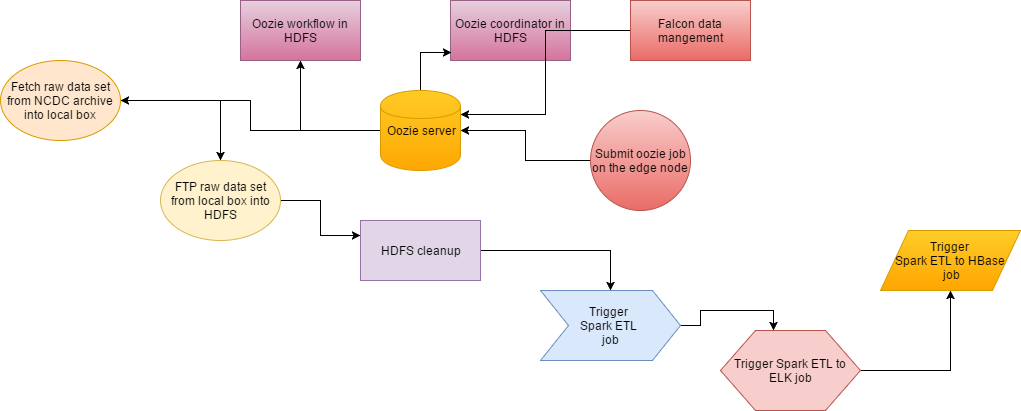 Oozie workflow in
HDFS
Oozie coordinator in
HDFS
Falcon data
mangement
Fetch raw data set
from NCDC archive
into local box
Oozie server
Submit oozie job
on the edge node
FTP raw data set
from local box into
HDFS
HDFS cleanup
Trigger
Spark ETL to HBase
job
Trigger
Spark ETL
job
Trigger Spark ETL to
ELK job